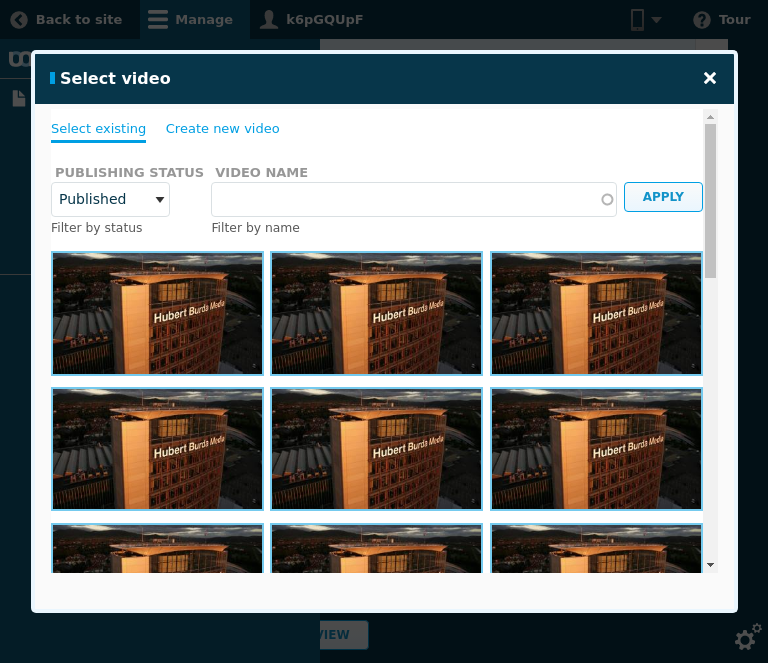 Back to site Manage k6pGQUpF Tour
Select video
Select existing Create new video
PUBLISHING STATUS VIDEO NAME
Published APPLY
Filter by status Filter by name
Hubert Burda Media Hubert Burda Media Hubert Burda Media
Hubert Burda Media Hubert Burda Media Hubert Burda Media